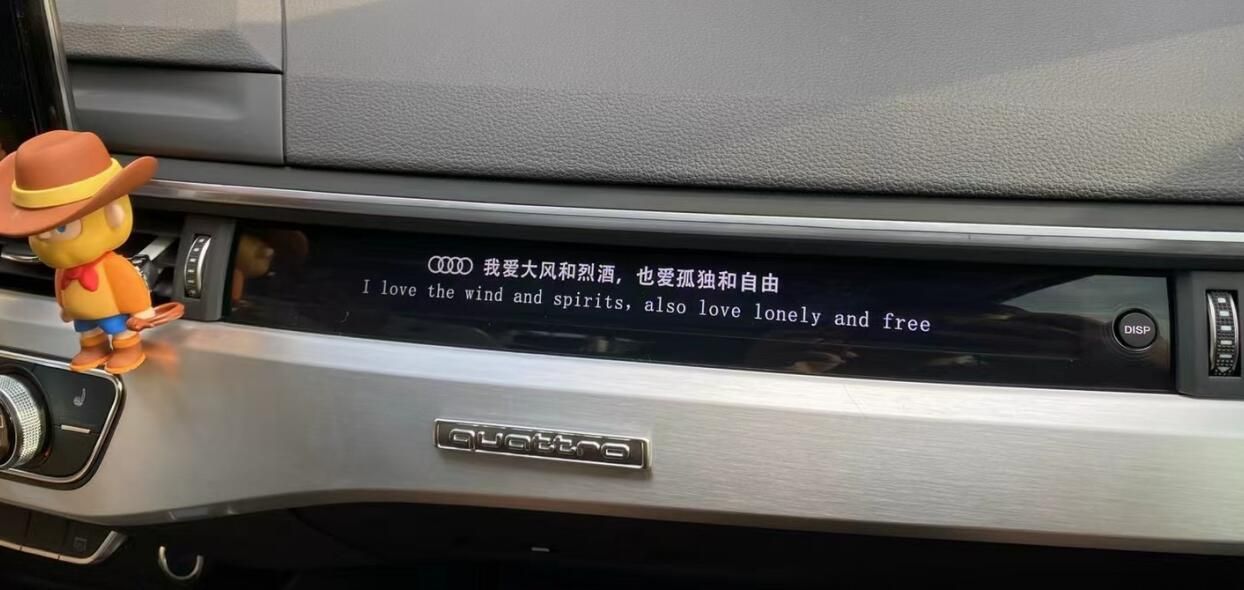 我爱大风和烈酒，也爱孤独和自由
I love the wind and spirits, also love lonely and free
DISP
quattro